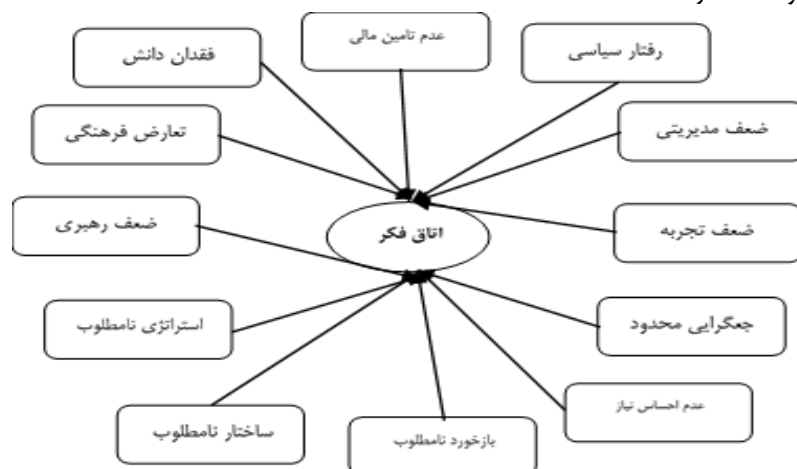 عدم تامین مالی
رفتار سیاسی
فقدان دانش
ضعف مدیریتی
تعارض فرهنگی
ضعف تجربه
اتاق فکر
ضعف رهبری
جعگرایی محدود
استراتژی نامطلوب
عدم احساس نیاز
ساختار نامطلوب
بازخورد نامطلوب